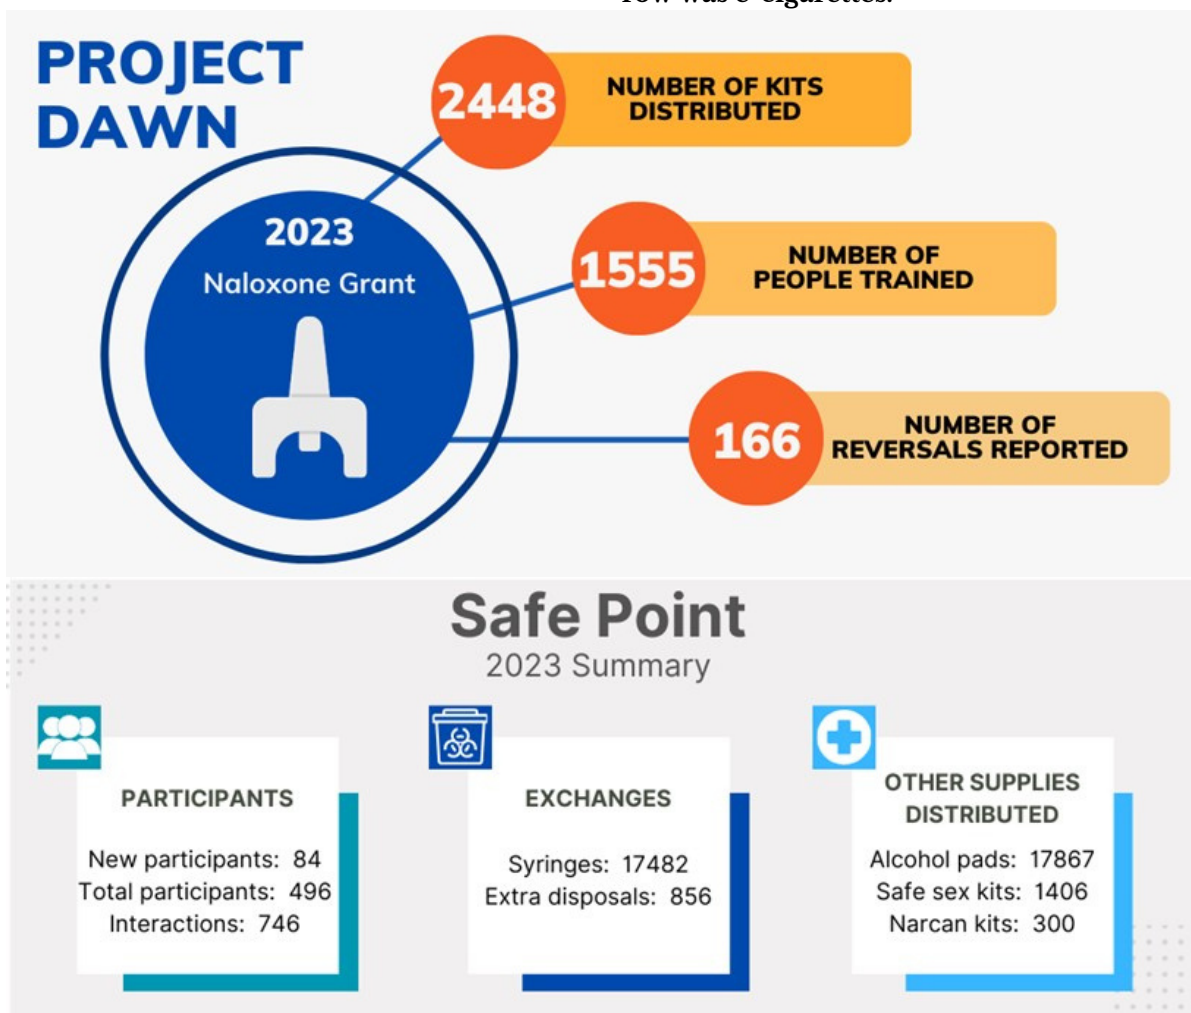 PROJECT
DAWN
2023
Naloxone Grant
2448
NUMBER OF KITS
DISTRIBUTED
1555
NUMBER OF
PEOPLE TRAINED
166
NUMBER OF
REVERSALS REPORTED
Safe Point
2023 Summary
PARTICIPANTS
New participants: 84
Total participants: 496
Interactions: 746
EXCHANGES
Syringes: 17482
Extra disposals: 856
OTHER SUPPLIES
DISTRIBUTED
Alcohol pads: 17867
Safe sex kits: 1406
Narcan kits: 300